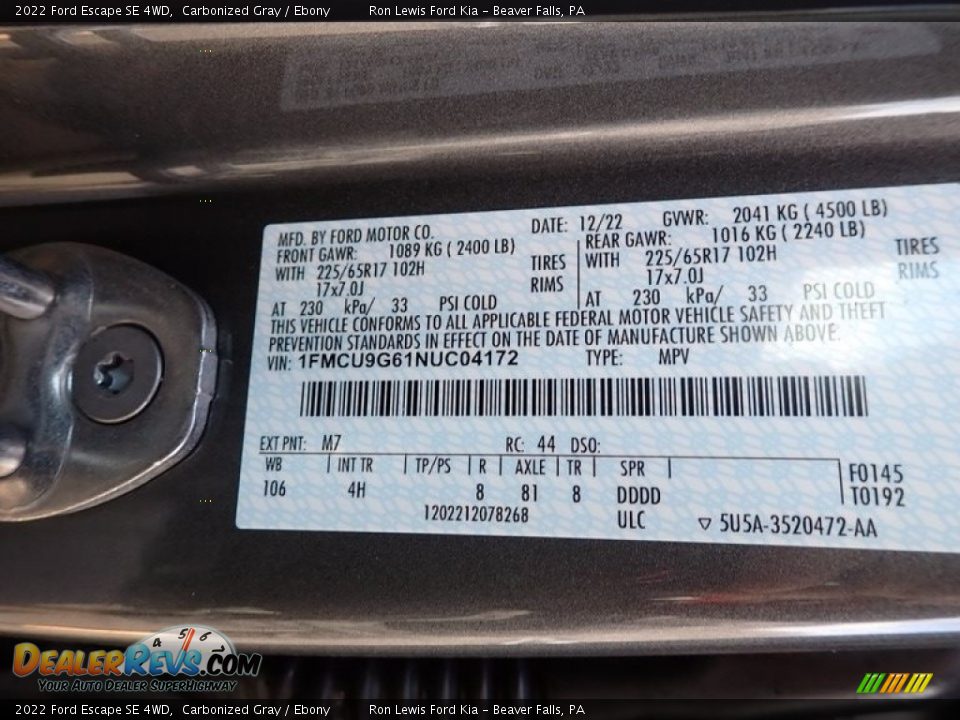 2022 Ford Escape SE 4WD, Carbonized Gray / Ebony Ron Lewis Ford Kia - Beaver Falls, PA
MFD. BY FORD MOTOR CO. DATE: 12/22 GVWR: 2041 KG ( 4500 LB)
FRONT GAWR: 1089 KG ( 2400 LB) REAR GAWR: 1016 KG ( 2240 LB)
WITH 225/65R17 102H TIRES WITH 225/65R17 102H TIRES
17x7.0J RIMS 17x7.0J RIMS
AT 230 kPa/ 33 PSI COLD AT 230 kPa/ 33 PSI COLD
THIS VEHICLE CONFORMS TO ALL APPLICABLE FEDERAL MOTOR VEHICLE SAFETY AND THEFT
PREVENTION STANDARDS IN EFFECT ON THE DATE OF MANUFACTURE SHOWN ABOVE.
VIN: 1FMCU9G61NUC04172 TYPE: MPV
EXT PNT: M7 RC: 44 DSO:
WB INT TR TP/PS R AXLE TR SPR F0145
106 4H 8 81 8 DDDD T0192
1202212078268 ULC ▽ 5U5A-3520472-AA
4 5 6
DEALERREVS.COM
YOUR AUTO DEALER SUPERHIGHWAY
2022 Ford Escape SE 4WD, Carbonized Gray / Ebony Ron Lewis Ford Kia - Beaver Falls, PA